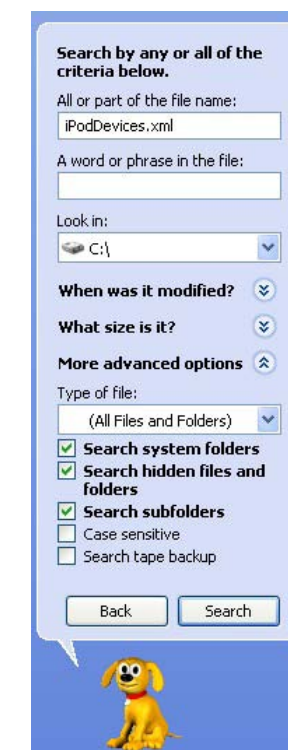 Search by any or all of the
criteria below.
All or part of the file name:
iPodDevices.xml
A word or phrase in the file:
Look in:
C:\
When was it modified?
What size is it?
More advanced options
Type of file:
(All Files and Folders)
Search system folders
Search hidden files and
folders
Search subfolders
Case sensitive
Search tape backup
Back
Search